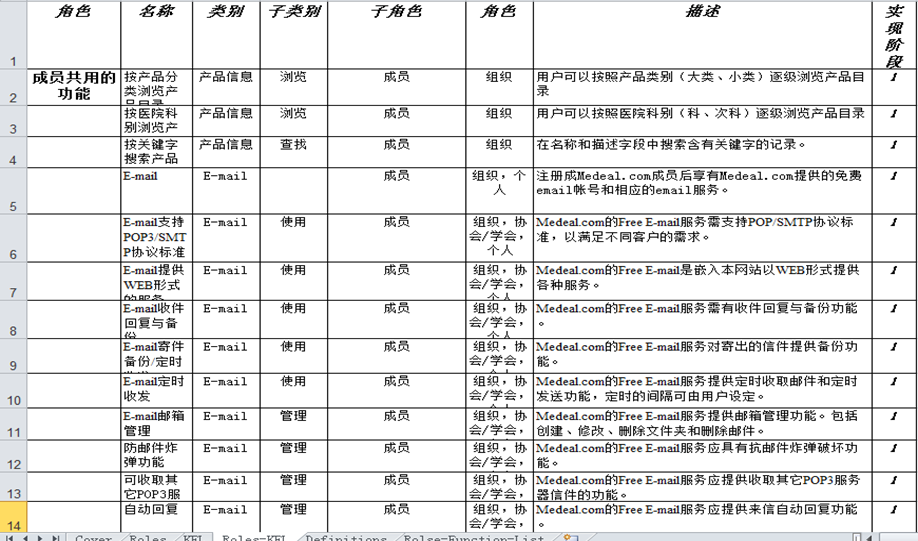 角色 名称 类别 子类别 子角色 角色 描述 实现阶段
1
成员共用的功能 按产品分类浏览产品目录 产品信息 浏览 成员 组织 用户可以按照产品类别（大类、小类）逐级浏览产品目录 1
2
按医院科别浏览产 产品信息 浏览 成员 组织 用户可以按照医院科别（科、次科）逐级浏览产品目录 1
3
按关键字搜索产品 产品信息 查找 成员 组织 在名称和描述字段中搜索含有关键字的记录。 1
4
E-mail E-mail 成员 组织，个人 注册成Medeal.com成员后享有Medeal.com提供的免费email帐号和相应的email服务。 1
5
E-mail支持POP3/SMTP协议标准 E-mail 使用 成员 组织，协会/学会，个人 Medeal.com的Free E-mail服务需支持POP/SMTP协议标准，以满足不同客户的需求。 1
6
E-mail提供WEB形式的服务 E-mail 使用 成员 组织，协会/学会，个人 Medeal.com的Free E-mail是嵌入本网站以WEB形式提供各种服务。 1
7
E-mail收件回复与备份 E-mail 使用 成员 组织，协会/学会，个人 Medeal.com的Free E-mail服务需有收件回复与备份功能。 1
8
E-mail寄件备份/定时 E-mail 使用 成员 组织，协会/学会， Medeal.com的Free E-mail服务对寄出的信件提供备份功能。 1
9
E-mail定时收发 E-mail 使用 成员 组织，协会/学会， Medeal.com的Free E-mail服务提供定时收取邮件和定时发送功能，定时的间隔可由用户设定。 1
10
E-mail邮箱管理 E-mail 管理 成员 组织，协会/学会， Medeal.com的Free E-mail服务提供邮箱管理功能。包括创建、修改、删除文件夹和删除邮件。 1
11
防邮件炸弹功能 E-mail 管理 成员 组织，协会/学会， Medeal.com的Free E-mail服务应具有抗邮件炸弹破坏功能。 1
12
可收取其它POP3服 E-mail 管理 成员 组织，协会/学会， Medeal.com的Free E-mail服务应提供收取其它POP3服务器信件的功能。 1
13
自动回复 E-mail 管理 成员 组织，协会/学会， Medeal.com的Free E-mail服务应提供来信自动回复功能。 1
14
Cover Roles KFL Roles-KFL Definitions Rolse-Function-List